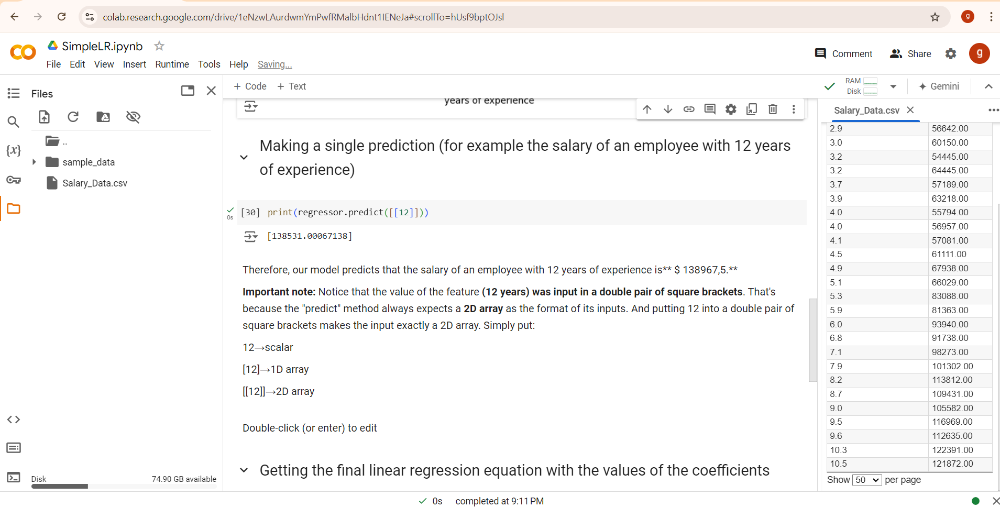 colab.research.google.com/drive/1eNzwLAurdwmYmPwfRMalbHdnt1IENeJa#scrollTo=hUsf9bptOJsl
g
SimpleLR.ipynb
File Edit View Insert Runtime Tools Help Saving...
Comment Share g
Files
+ Code + Text
RAM
Disk
Gemini
..
sample_data
Salary_Data.csv
Disk 74.90 GB available
years of experience
Making a single prediction (for example the salary of an employee with 12 years
of experience)
0s
[30] print(regressor.predict([[12]]))
[138531.00067138]
Therefore, our model predicts that the salary of an employee with 12 years of experience is** $ 138967,5.**
Important note: Notice that the value of the feature (12 years) was input in a double pair of square brackets. That's
because the "predict" method always expects a 2D array as the format of its inputs. And putting 12 into a double pair of
square brackets makes the input exactly a 2D array. Simply put:
12→scalar
[12]→1D array
[[12]]→2D array
Double-click (or enter) to edit
Getting the final linear regression equation with the values of the coefficients
Salary_Data.csv
2.9 56642.00
3.0 60150.00
3.2 54445.00
3.2 64445.00
3.7 57189.00
3.9 63218.00
4.0 55794.00
4.0 56957.00
4.1 57081.00
4.5 61111.00
4.9 67938.00
5.1 66029.00
5.3 83088.00
5.9 81363.00
6.0 93940.00
6.8 91738.00
7.1 98273.00
7.9 101302.00
8.2 113812.00
8.7 109431.00
9.0 105582.00
9.5 116969.00
9.6 112635.00
10.3 122391.00
10.5 121872.00
Show 50 per page
0s completed at 9:11 PM